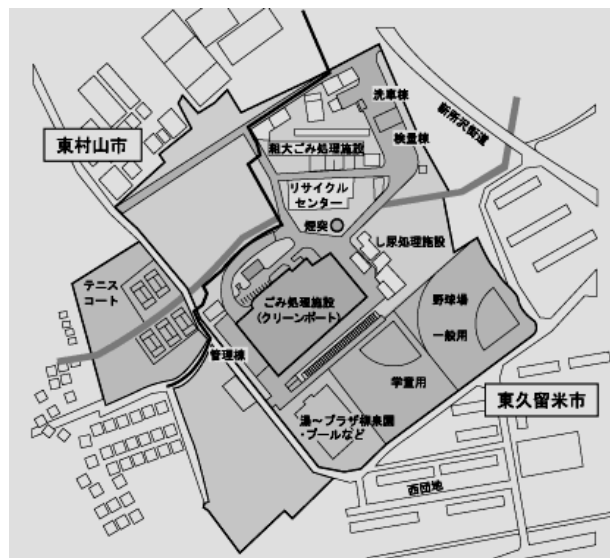 洗車棟
新所沢街道
東村山市
検量棟
粗大ごみ処理施設
リサイクル
センター
煙突
し尿処理施設
テニス
コート
ごみ処理施設
(クリーンポート)
野球場
一般用
管理棟
学童用
東久留米市
湯〜プラザ柳泉園
・プールなど
西団地